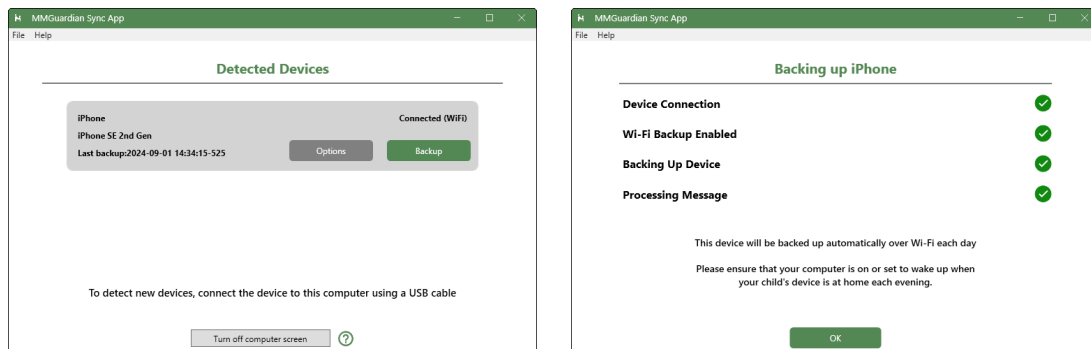 MMGuardian Sync App
File Help
Detected Devices
iPhone
Connected (WiFi)
iPhone SE 2nd Gen
Last backup:2024-09-01 14:34:15-525
Options
Backup
To detect new devices, connect the device to this computer using a USB cable
Turn off computer screen
?
MMGuardian Sync App
File Help
Backing up iPhone
Device Connection
Wi-Fi Backup Enabled
Backing Up Device
Processing Message
This device will be backed up automatically over Wi-Fi each day
Please ensure that your computer is on or set to wake up when
your child's device is at home each evening.
OK